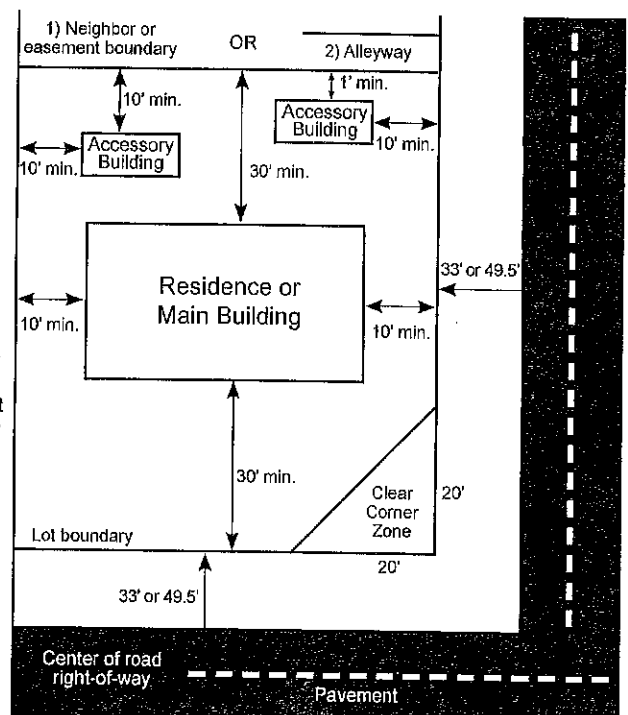 1) Neighbor or
easement boundary
OR
2) Alleyway
10' min.
1' min.
Accessory
Building
Accessory
Building
10' min.
10' min.
30' min.
Residence or
Main Building
33' or 49.5'
10' min.
10' min.
30' min.
Clear
Corner
Zone
20'
Lot boundary
20'
33' or 49.5'
Center of road
right-of-way
Pavement